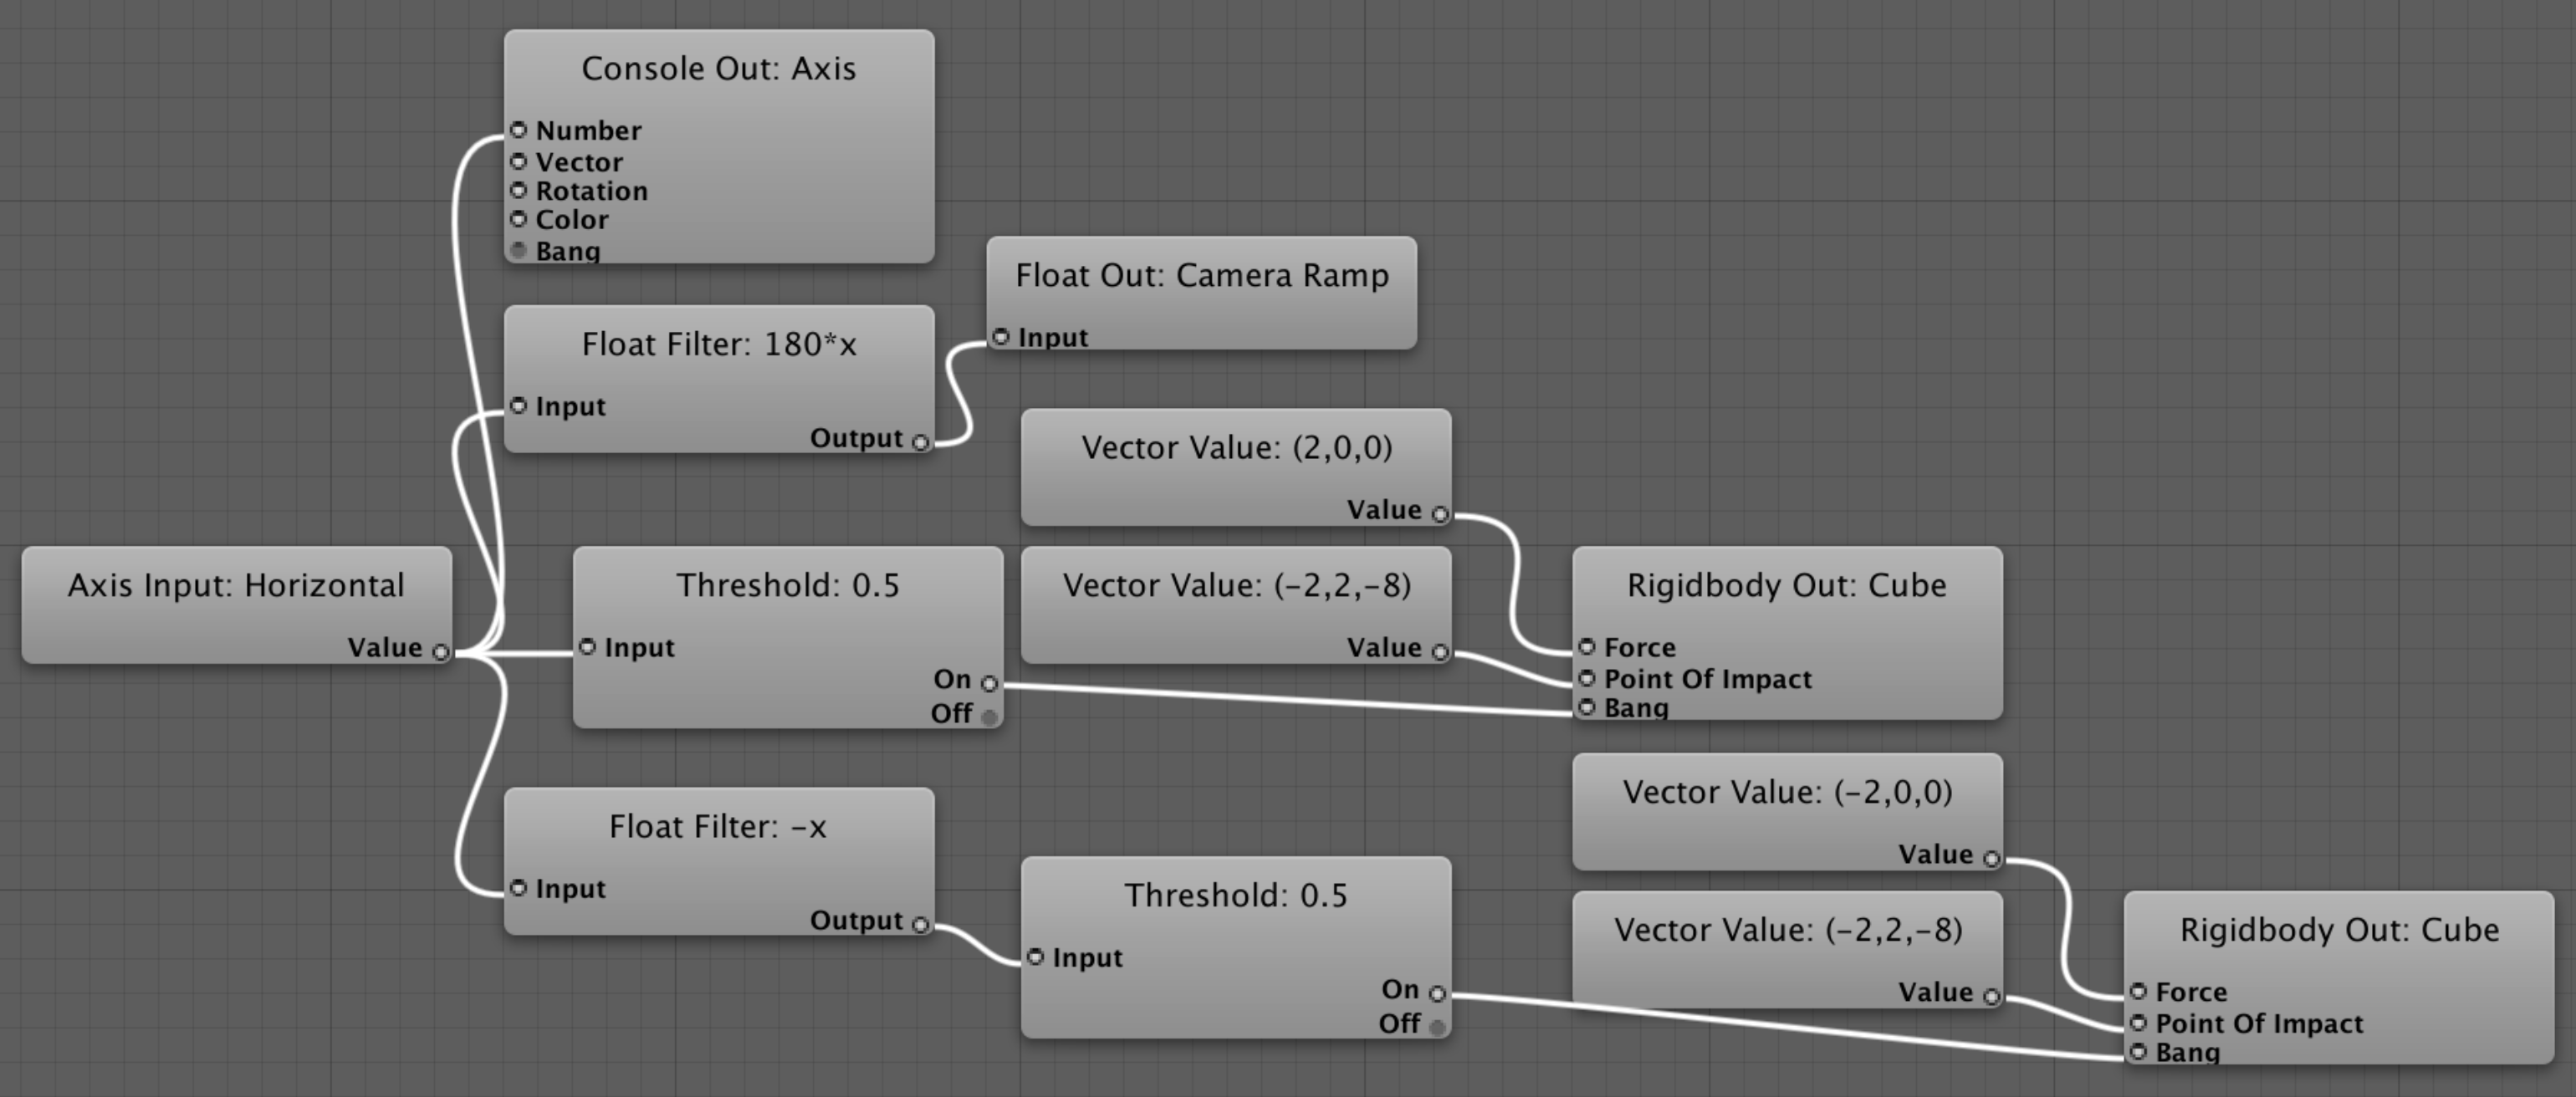 Console Out: Axis
Number
Vector
Rotation
Color
Bang
Float Out: Camera Ramp
Input
Float Filter: 180*x
Input
Output
Vector Value: (2,0,0)
Value
Axis Input: Horizontal
Value
Threshold: 0.5
Input
On
Off
Vector Value: (-2,2,-8)
Value
Rigidbody Out: Cube
Force
Point Of Impact
Bang
Vector Value: (-2,0,0)
Value
Float Filter: -x
Input
Output
Threshold: 0.5
Input
On
Off
Vector Value: (-2,2,-8)
Value
Rigidbody Out: Cube
Force
Point Of Impact
Bang